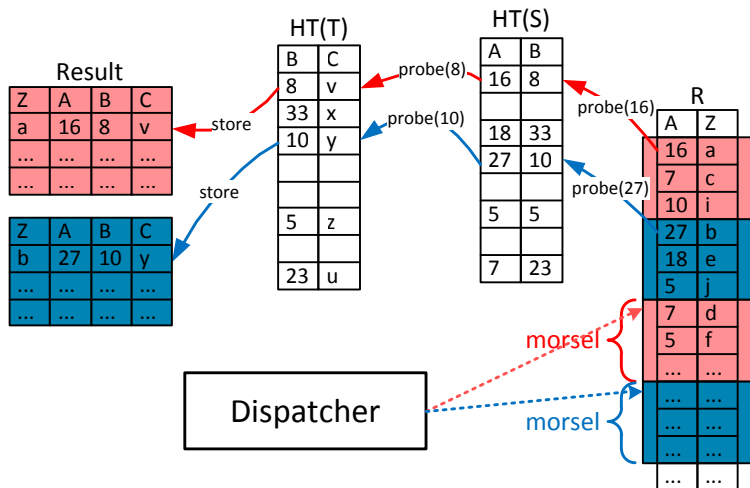 Result
Z A B C
a 16 8 v
... ... ... ...
... ... ... ...
Z A B C
b 27 10 y
... ... ... ...
... ... ... ...
store
store
HT(T)
B C
8 v
33 x
10 y
5 z
23 u
probe(8)
probe(10)
HT(S)
A B
16 8
18 33
27 10
5 5
7 23
probe(16)
probe(27)
R
A Z
16 a
7 c
10 i
27 b
18 e
5 j
7 d
5 f
... ...
... ...
... ...
... ...
... ...
morsel
morsel
Dispatcher